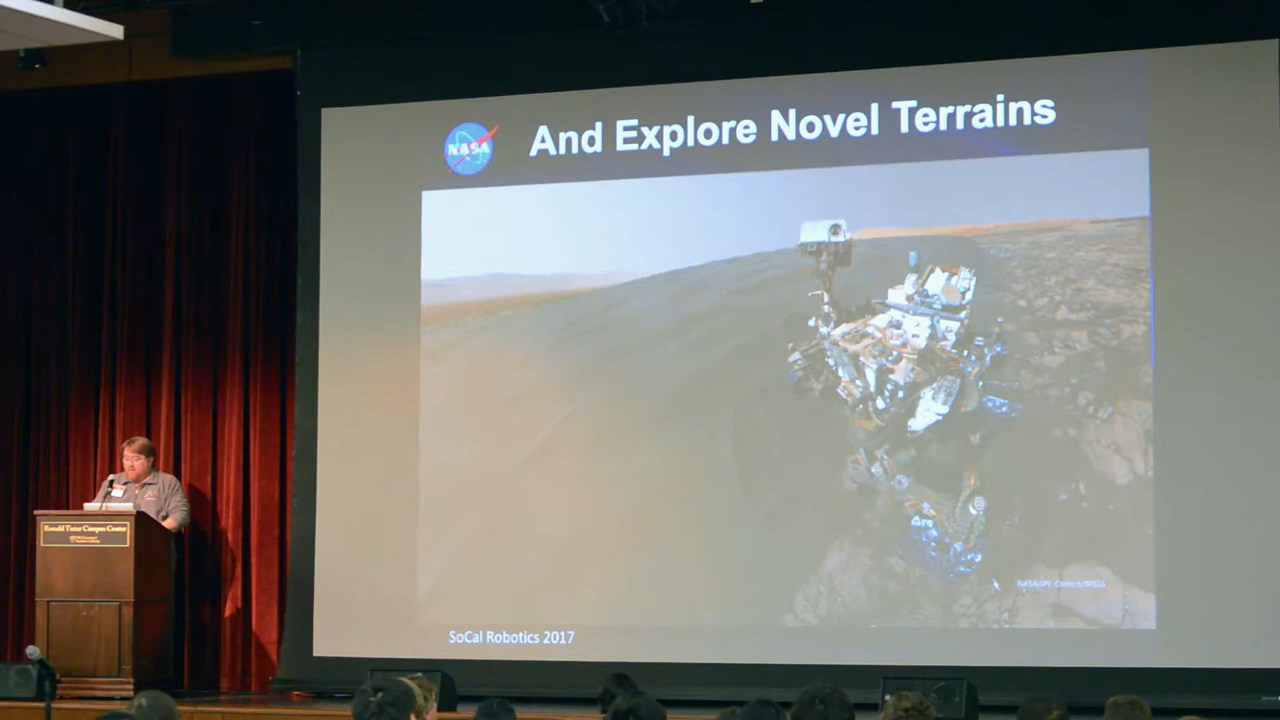 NASA
And Explore Novel Terrains
NASA/JPL-Caltech/MSSS
SoCal Robotics 2017
Ronald Tutor Campus Center